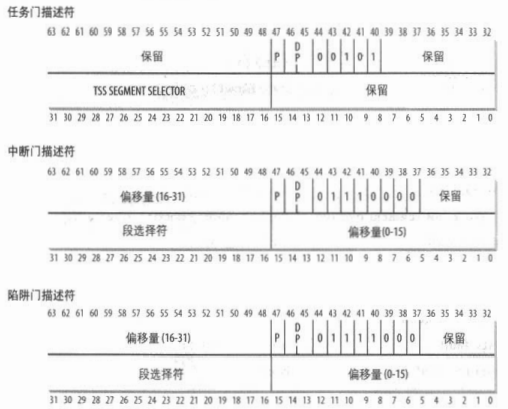 任务门描述符
63 62 61 60 59 58 57 56 55 54 53 52 51 50 49 48 47 46 45 44 43 42 41 40 39 38 37 36 35 34 33 32
保留 P DPL 0 0 1 0 1 保留
TSS SEGMENT SELECTOR 保留
31 30 29 28 27 26 25 24 23 22 21 20 19 18 17 16 15 14 13 12 11 10 9 8 7 6 5 4 3 2 1 0
中断门描述符
63 62 61 60 59 58 57 56 55 54 53 52 51 50 49 48 47 46 45 44 43 42 41 40 39 38 37 36 35 34 33 32
偏移量(16-31) P DPL 0 1 1 1 0 0 0 0 保留
段选择符 偏移量(0-15)
31 30 29 28 27 26 25 24 23 22 21 20 19 18 17 16 15 14 13 12 11 10 9 8 7 6 5 4 3 2 1 0
陷阱门描述符
63 62 61 60 59 58 57 56 55 54 53 52 51 50 49 48 47 46 45 44 43 42 41 40 39 38 37 36 35 34 33 32
偏移量(16-31) P DPL 0 1 1 1 1 0 0 0 保留
段选择符 偏移量(0-15)
31 30 29 28 27 26 25 24 23 22 21 20 19 18 17 16 15 14 13 12 11 10 9 8 7 6 5 4 3 2 1 0